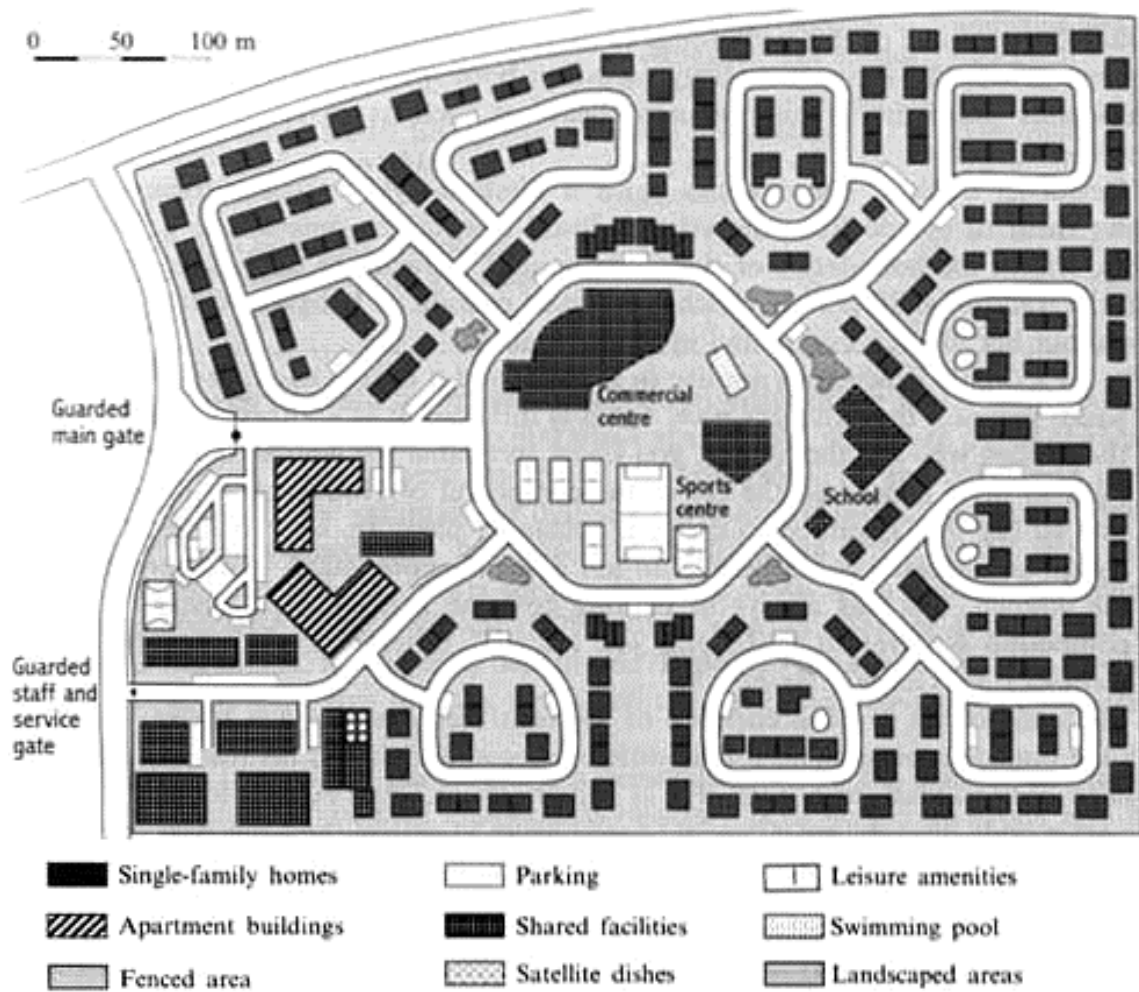 0 50 100 m
Guarded
main gate
Commercial
centre
Sports
centre
School
Guarded
staff and
service
gate
Single-family homes
Parking
Leisure amenities
Apartment buildings
Shared facilities
Swimming pool
Fenced area
Satellite dishes
Landscaped areas